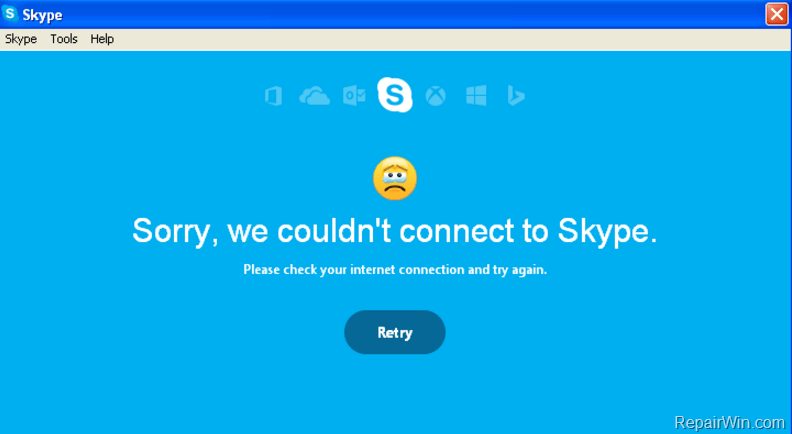 Skype
Skype Tools Help
S
Sorry, we couldn't connect to Skype.
Please check your internet connection and try again.
Retry
RepairWin.com